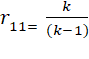 r₁₁= k/(k−1)